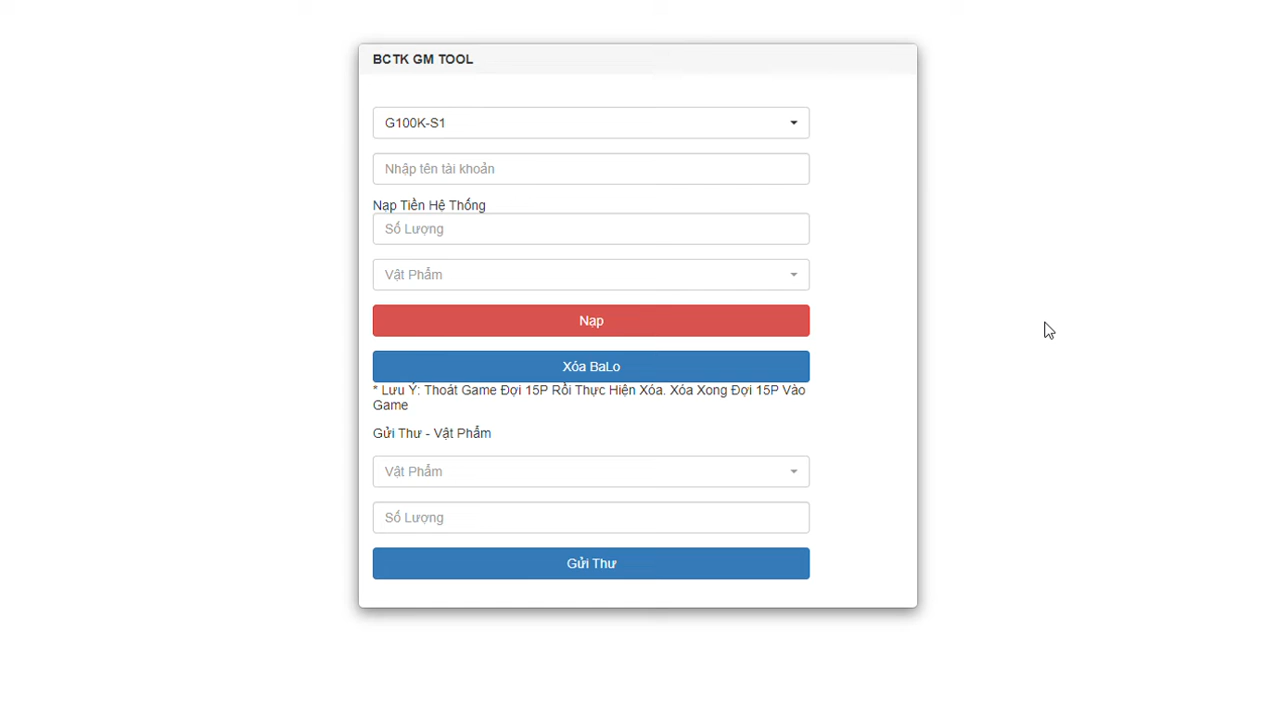 BCTK GM TOOL
G100K-S1
Nhập tên tài khoản
Nạp Tiền Hệ Thống
Số Lượng
Vật Phẩm
Nạp
Xóa BaLo
* Lưu Ý: Thoát Game Đợi 15P Rồi Thực Hiện Xóa. Xóa Xong Đợi 15P Vào
Game
Gửi Thư - Vật Phẩm
Vật Phẩm
Số Lượng
Gửi Thư